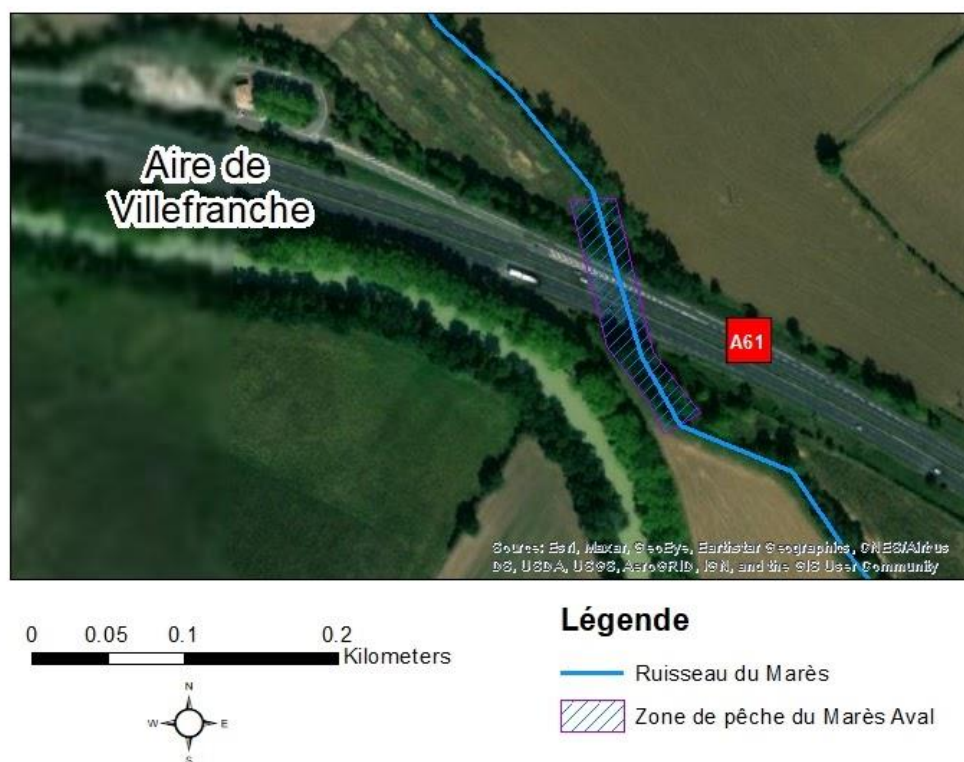 Aire de
Villefranche
A61
Source: Esri, Maxar, GeoEye, Earthstar Geographics, CNES/Airbus
DS, USDA, USGS, AeroGRID, IGN, and the GIS User Community
0 0.05 0.1 0.2
Kilometers
N
W E
S
Légende
Ruisseau du Marès
Zone de pêche du Marès Aval